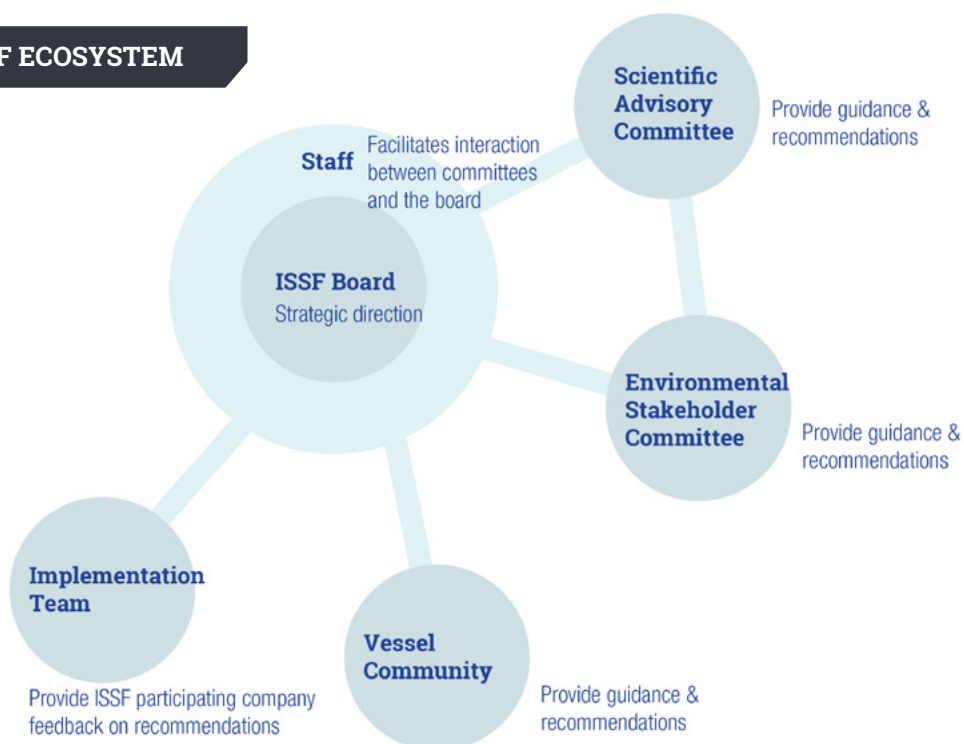 F ECOSYSTEM
Scientific
Advisory
Committee
Provide guidance &
recommendations
Staff
Facilitates interaction
between committees
and the board
ISSF Board
Strategic direction
Environmental
Stakeholder
Committee
Provide guidance &
recommendations
Implementation
Team
Provide ISSF participating company
feedback on recommendations
Vessel
Community
Provide guidance &
recommendations